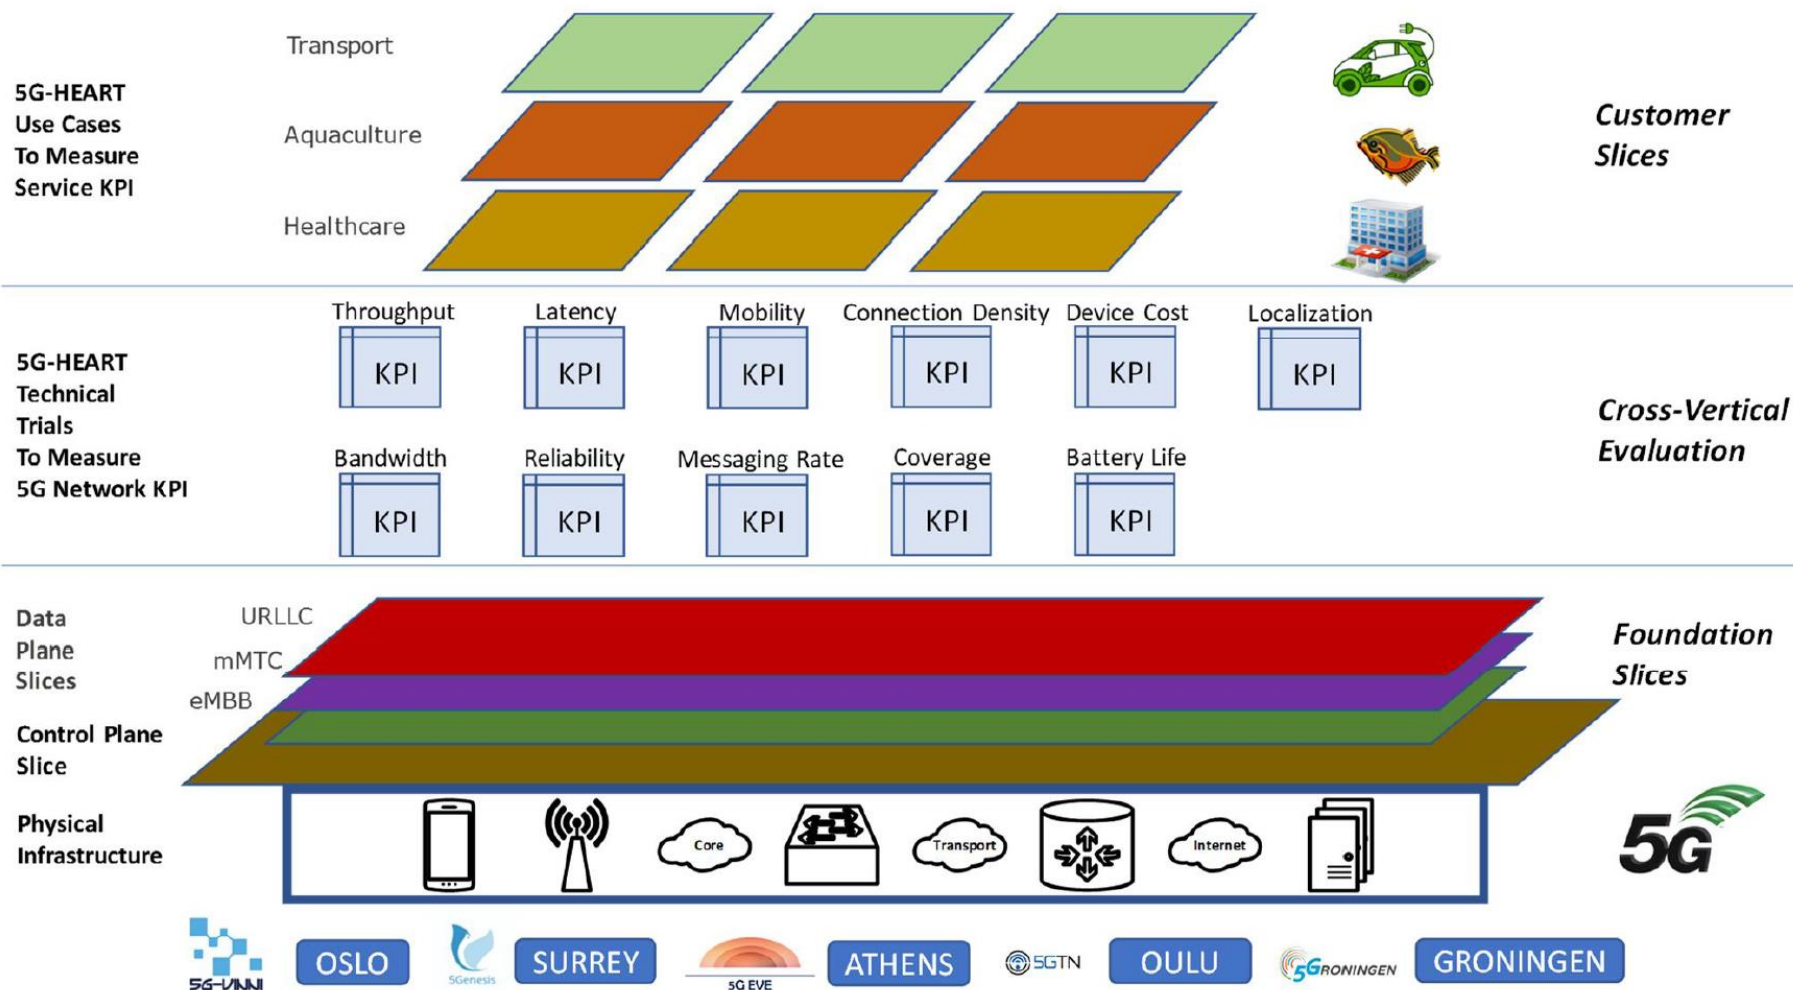 Transport
5G-HEART
Use Cases
To Measure
Service KPI
Aquaculture
Healthcare
Customer
Slices
Throughput
Latency
Mobility
Connection Density
Device Cost
Localization
KPI
KPI
KPI
KPI
KPI
KPI
5G-HEART
Technical
Trials
To Measure
5G Network KPI
Cross-Vertical
Evaluation
Bandwidth
Reliability
Messaging Rate
Coverage
Battery Life
KPI
KPI
KPI
KPI
KPI
Data
Plane
Slices
URLLC
mMTC
eMBB
Foundation
Slices
Control Plane
Slice
Physical
Infrastructure
Core
Transport
Internet
5G
5G-VINNI
OSLO
5Genesis
SURREY
5G EVE
ATHENS
5GTN
OULU
5GRONINGEN
GRONINGEN